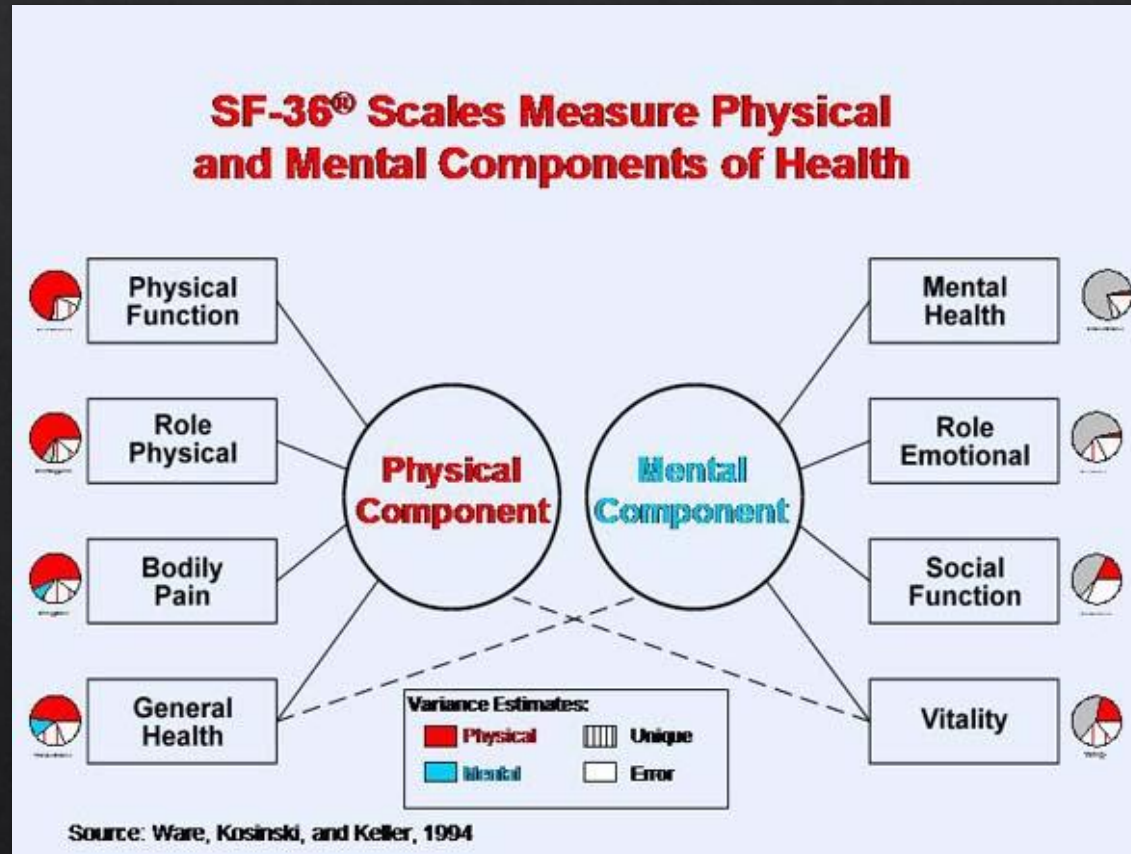 SF-36® Scales Measure Physical
and Mental Components of Health
Physical
Function
Role
Physical
Bodily
Pain
General
Health
Physical
Component
Mental
Component
Mental
Health
Role
Emotional
Social
Function
Vitality
Variance Estimates:
Physical
Unique
Mental
Error
Source: Ware, Kosinski, and Keller, 1994